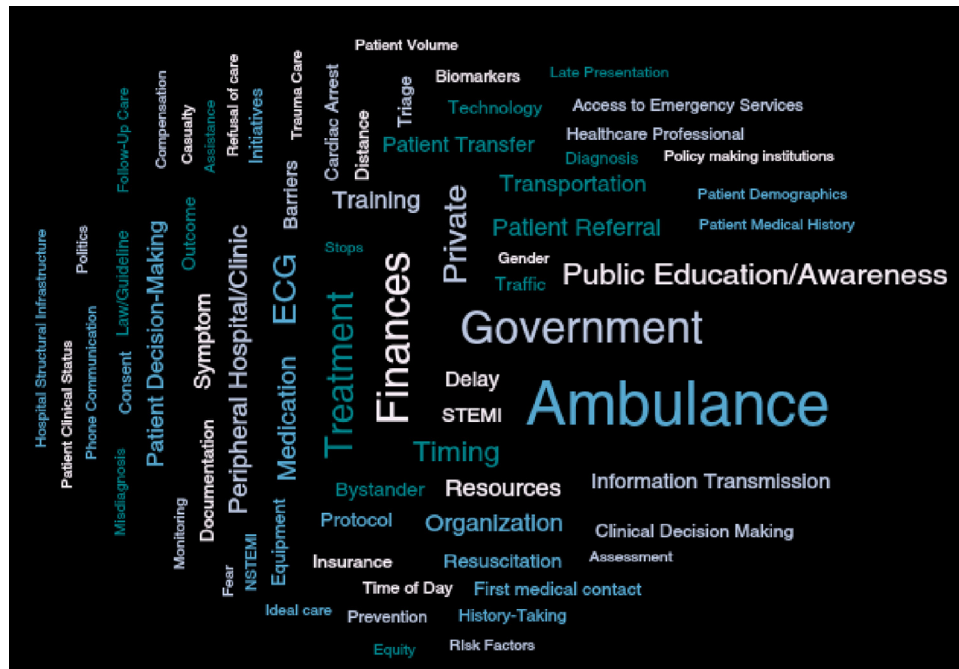 Patient Volume
Biomarkers
Late Presentation
Technology
Access to Emergency Services
Healthcare Professional
Patient Transfer
Diagnosis
Policy making institutions
Transportation
Patient Demographics
Training
Patient Referral
Patient Medical History
Stops
Gender
Traffic
Public Education/Awareness
Government
Delay
Ambulance
STEMI
Timing
Bystander
Resources
Information Transmission
Protocol
Organization
Clinical Decision Making
Insurance
Resuscitation
Assessment
Time of Day
First medical contact
Ideal care
Prevention
History-Taking
Equity
Risk Factors
Hospital Structural Infrastructure
Patient Clinical Status
Politics
Phone Communication
Follow-Up Care
Law/Guideline
Consent
Misdiagnosis
Compensation
Patient Decision-Making
Casualty
Outcome
Monitoring
Assistance
Symptom
Documentation
Refusal of care
Peripheral Hospital/Clinic
Fear
Initiatives
NSTEMI
Trauma Care
Barriers
ECG
Medication
Equipment
Cardiac Arrest
Treatment
Distance
Finances
Triage
Private